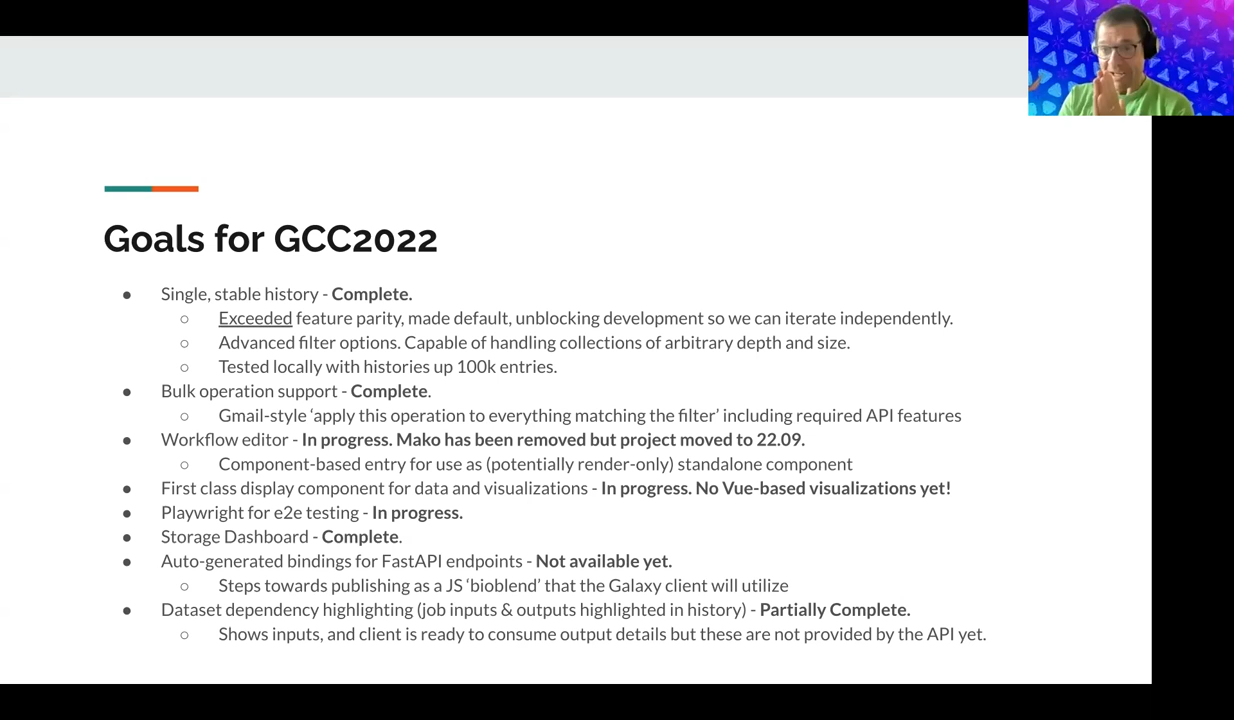 Goals for GCC2022
● Single, stable history - Complete.
○ Exceeded feature parity, made default, unblocking development so we can iterate independently.
○ Advanced filter options. Capable of handling collections of arbitrary depth and size.
○ Tested locally with histories up 100k entries.
● Bulk operation support - Complete.
○ Gmail-style ‘apply this operation to everything matching the filter’ including required API features
● Workflow editor - In progress. Mako has been removed but project moved to 22.09.
○ Component-based entry for use as (potentially render-only) standalone component
● First class display component for data and visualizations - In progress. No Vue-based visualizations yet!
● Playwright for e2e testing - In progress.
● Storage Dashboard - Complete.
● Auto-generated bindings for FastAPI endpoints - Not available yet.
○ Steps towards publishing as a JS ‘bioblend’ that the Galaxy client will utilize
● Dataset dependency highlighting (job inputs & outputs highlighted in history) - Partially Complete.
○ Shows inputs, and client is ready to consume output details but these are not provided by the API yet.